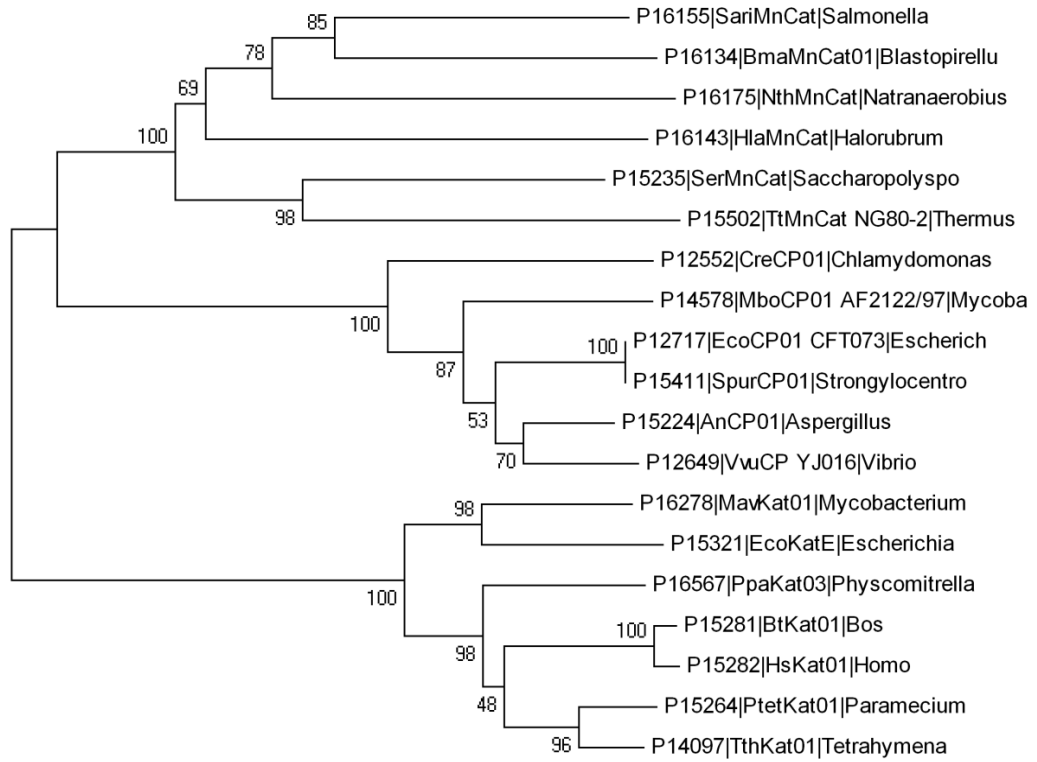 85
P16155|SariMnCat|Salmonella
P16134|BmaMnCat01|Blastopirellu
78
P16175|NthMnCat|Natranaerobius
69
P16143|HlaMnCat|Halorubrum
100
P15235|SerMnCat|Saccharopolyspo
98
P15502|TtMnCat NG80-2|Thermus
P12552|CreCP01|Chlamydomonas
100
P14578|MboCP01 AF2122/97|Mycoba
87
100
P12717|EcoCP01 CFT073|Escherich
P15411|SpurCP01|Strongylocentro
53
P15224|AnCP01|Aspergillus
70
P12649|VvuCP YJ016|Vibrio
98
P16278|MavKat01|Mycobacterium
P15321|EcoKatE|Escherichia
100
P16567|PpaKat03|Physcomitrella
98
100
P15281|BtKat01|Bos
P15282|HsKat01|Homo
48
P15264|PtetKat01|Paramecium
96
P14097|TthKat01|Tetrahymena